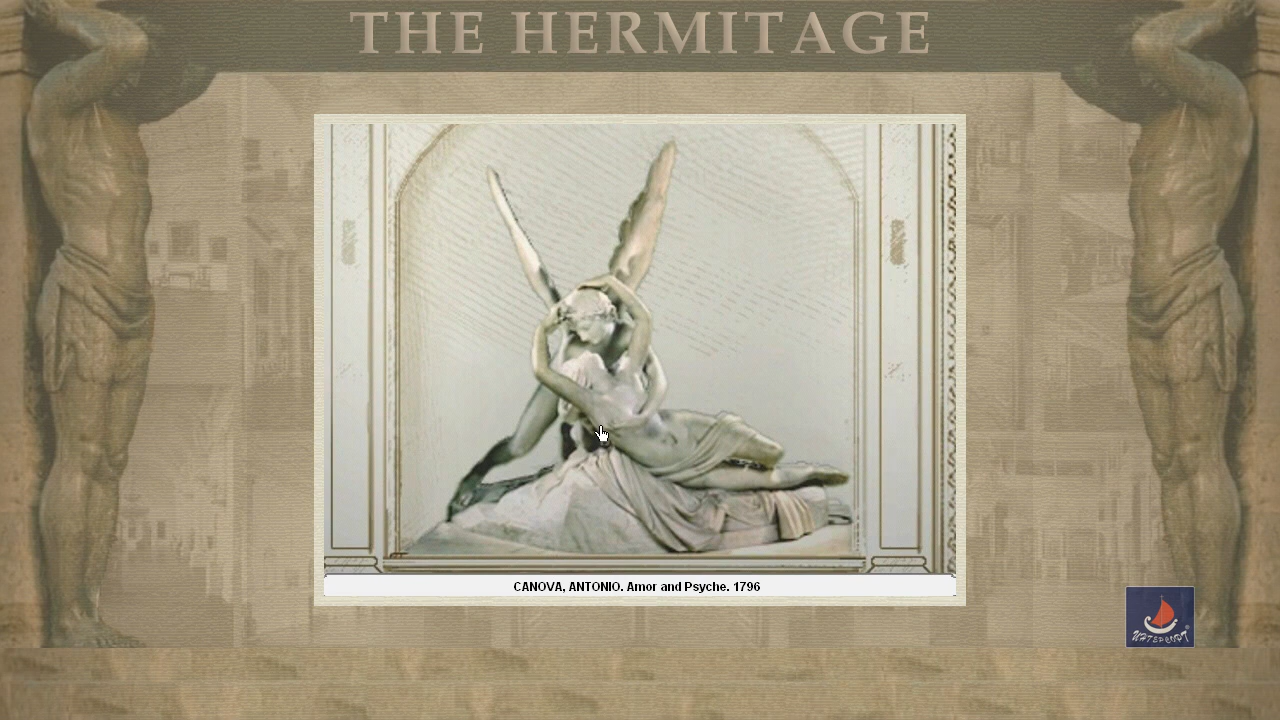 THE HERMITAGE
CANOVA, ANTONIO. Amor and Psyche. 1796